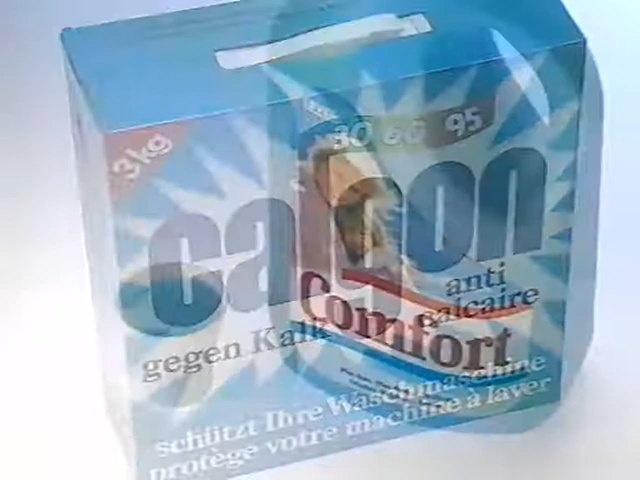 30 60 95
3kg
calgon
anti
calcaire
Comfort
gegen Kalk
schützt Ihre Waschmaschine
protège votre machine à laver